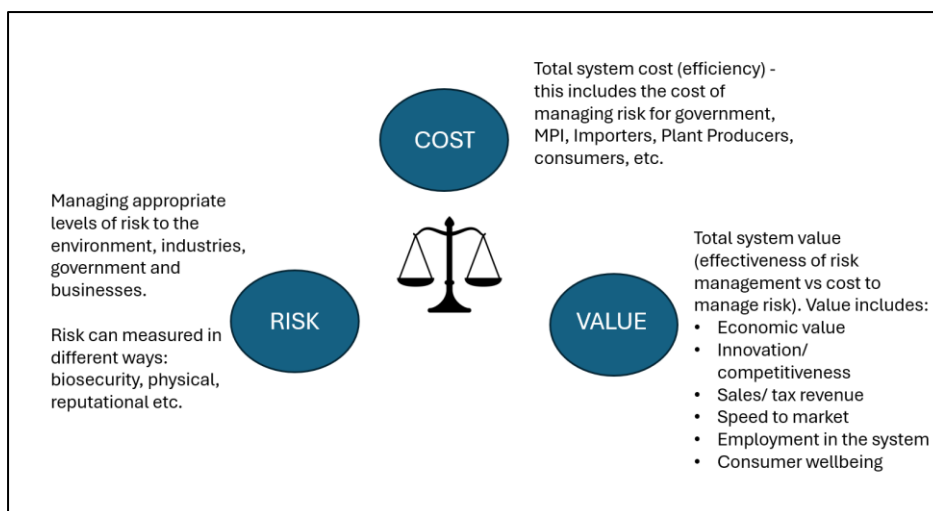 Total system cost (efficiency) -
this includes the cost of
managing risk for government,
MPI, Importers, Plant Producers,
consumers, etc.
COST
Managing appropriate
levels of risk to the
environment, industries,
government and
businesses.
Risk can measured in
different ways:
biosecurity, physical,
reputational etc.
RISK
VALUE
Total system value
(effectiveness of risk
management vs cost to
manage risk). Value includes:
• Economic value
• Innovation/
competitiveness
• Sales/ tax revenue
• Speed to market
• Employment in the system
• Consumer wellbeing